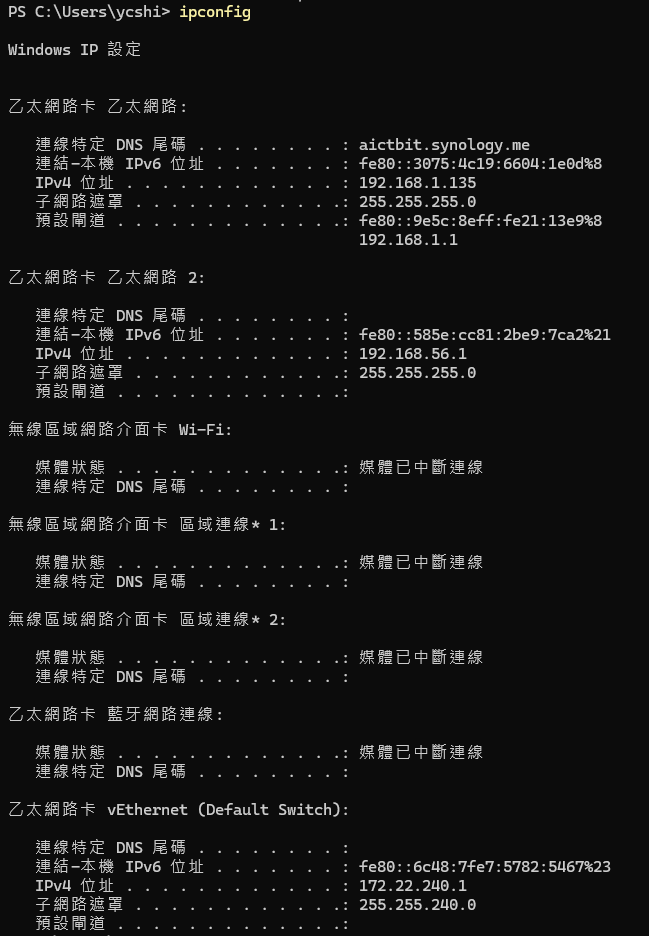 PS C:\Users\ycshi> ipconfig
Windows IP 設定
乙太網路卡 乙太網路:
連線特定 DNS 尾碼 . . . . . . . . : aictbit.synology.me
連結-本機 IPv6 位址 . . . . . . . : fe80::3075:4c19:6604:1e0d%8
IPv4 位址 . . . . . . . . . . . . : 192.168.1.135
子網路遮罩 . . . . . . . . . . . .: 255.255.255.0
預設閘道 . . . . . . . . . . . . .: fe80::9e5c:8eff:fe21:13e9%8
192.168.1.1
乙太網路卡 乙太網路 2:
連線特定 DNS 尾碼 . . . . . . . . :
連結-本機 IPv6 位址 . . . . . . . : fe80::585e:cc81:2be9:7ca2%21
IPv4 位址 . . . . . . . . . . . . : 192.168.56.1
子網路遮罩 . . . . . . . . . . . .: 255.255.255.0
預設閘道 . . . . . . . . . . . . .:
無線區域網路介面卡 Wi-Fi:
媒體狀態 . . . . . . . . . . . . .: 媒體已中斷連線
連線特定 DNS 尾碼 . . . . . . . . :
無線區域網路介面卡 區域連線* 1:
媒體狀態 . . . . . . . . . . . . .: 媒體已中斷連線
連線特定 DNS 尾碼 . . . . . . . . :
無線區域網路介面卡 區域連線* 2:
媒體狀態 . . . . . . . . . . . . .: 媒體已中斷連線
連線特定 DNS 尾碼 . . . . . . . . :
乙太網路卡 藍牙網路連線:
媒體狀態 . . . . . . . . . . . . .: 媒體已中斷連線
連線特定 DNS 尾碼 . . . . . . . . :
乙太網路卡 vEthernet (Default Switch):
連線特定 DNS 尾碼 . . . . . . . . :
連結-本機 IPv6 位址 . . . . . . . : fe80::6c48:7fe7:5782:5467%23
IPv4 位址 . . . . . . . . . . . . : 172.22.240.1
子網路遮罩 . . . . . . . . . . . .: 255.255.240.0
預設閘道 . . . . . . . . . . . . .: